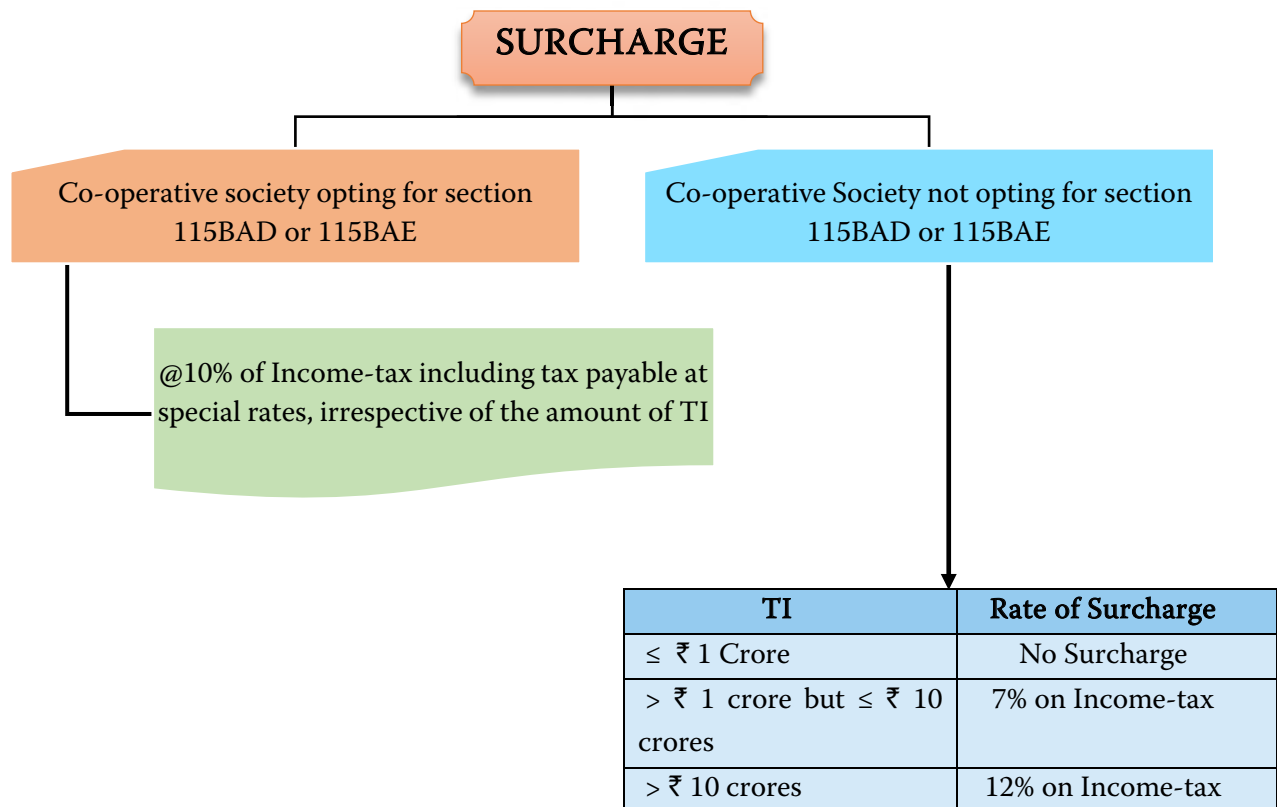 SURCHARGE
Co-operative society opting for section
115BAD or 115BAE
Co-operative Society not opting for section
115BAD or 115BAE
@10% of Income-tax including tax payable at
special rates, irrespective of the amount of TI
TI Rate of Surcharge
≤ ₹ 1 Crore No Surcharge
> ₹ 1 crore but ≤ ₹ 10 7% on Income-tax
crores
> ₹ 10 crores 12% on Income-tax